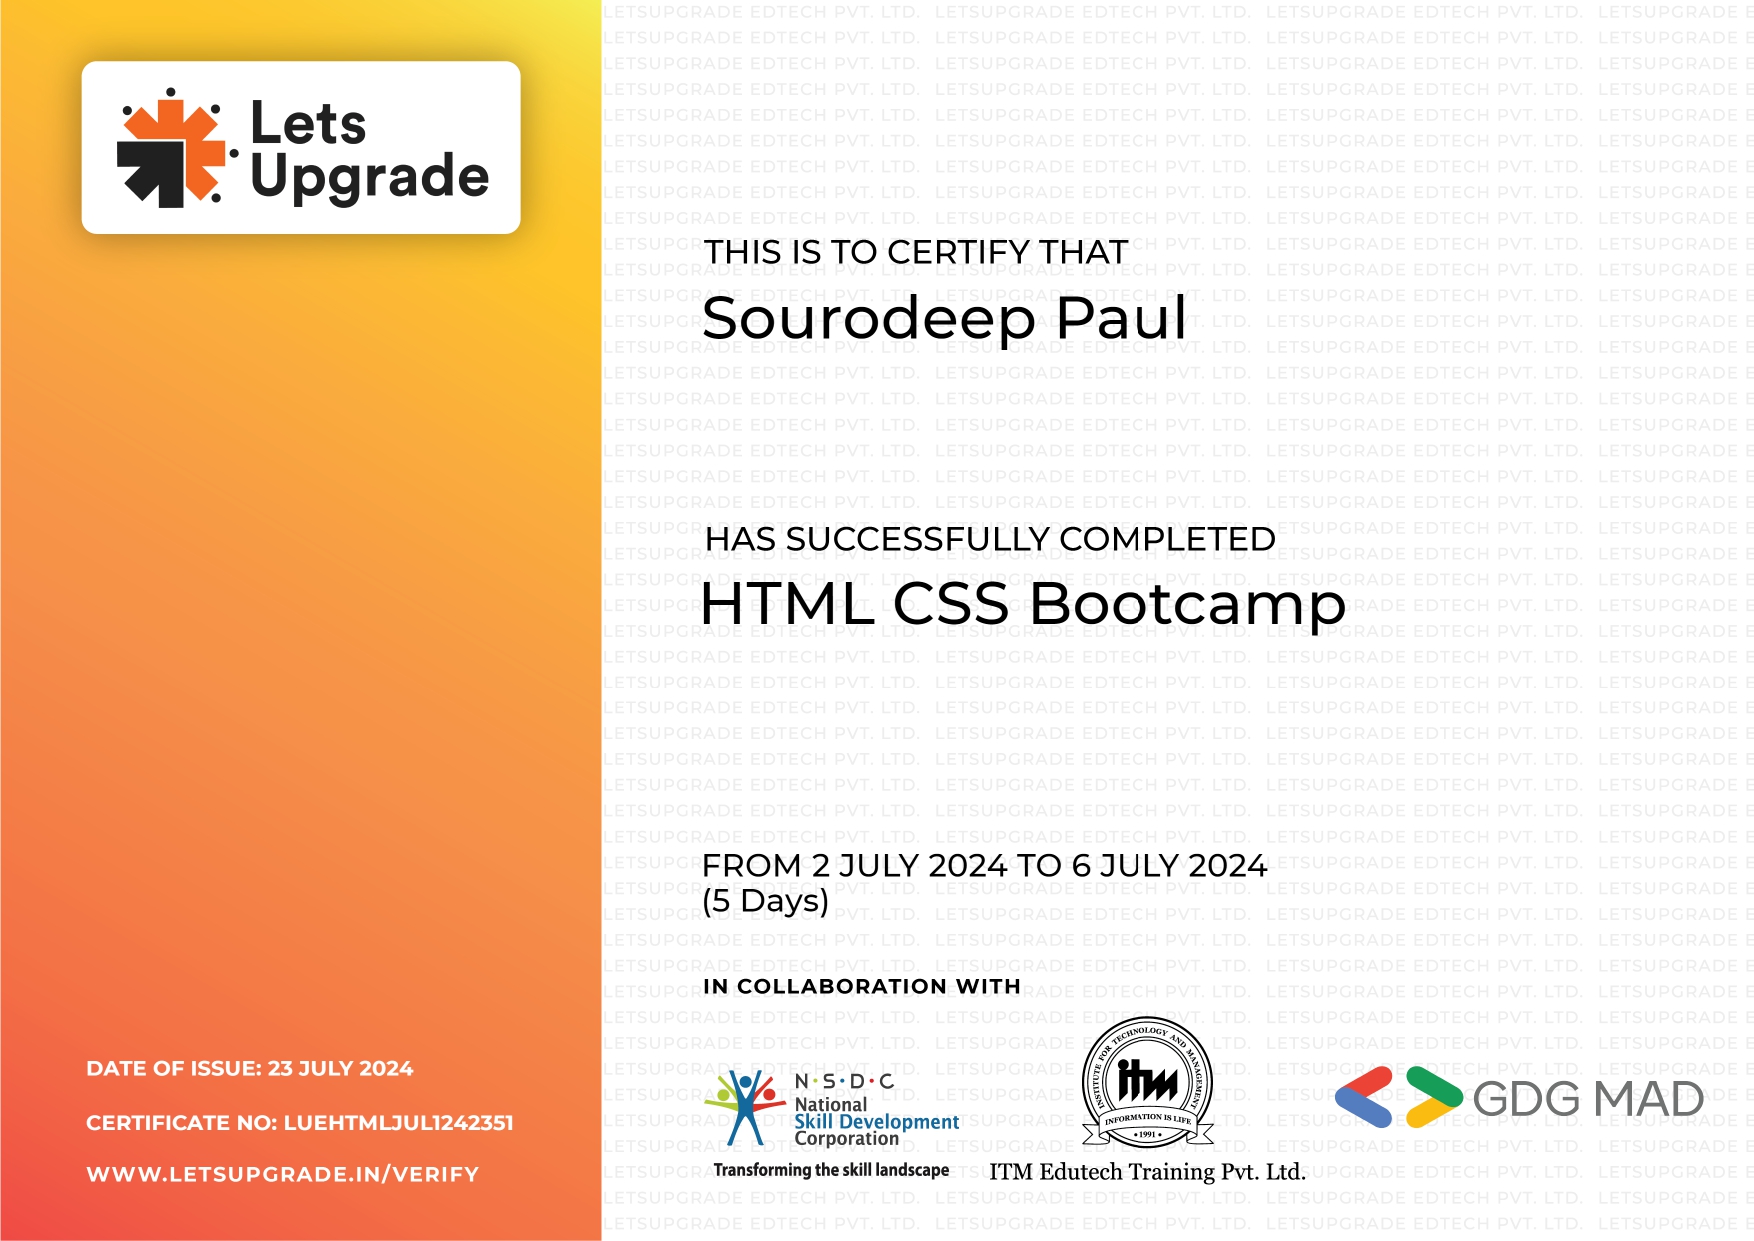 Lets
Upgrade
THIS IS TO CERTIFY THAT
Sourodeep Paul
HAS SUCCESSFULLY COMPLETED
HTML CSS Bootcamp
FROM 2 JULY 2024 TO 6 JULY 2024
(5 Days)
IN COLLABORATION WITH
N·S·D·C
National
Skill Development
Corporation
Transforming the skill landscape
INSTITUTE FOR TECHNOLOGY AND MANAGEMENT
itm
INFORMATION IS LIFE
• 1991 •
ITM Edutech Training Pvt. Ltd.
GDG MAD
DATE OF ISSUE: 23 JULY 2024
CERTIFICATE NO: LUEHTMLJUL1242351
WWW.LETSUPGRADE.IN/VERIFY
LETSUPGRADE EDTECH PVT. LTD.